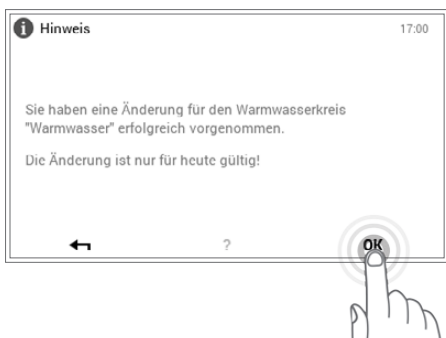 Hinweis 17:00
Sie haben eine Änderung für den Warmwasserkreis
"Warmwasser" erfolgreich vorgenommen.
Die Änderung ist nur für heute gültig!
? OK